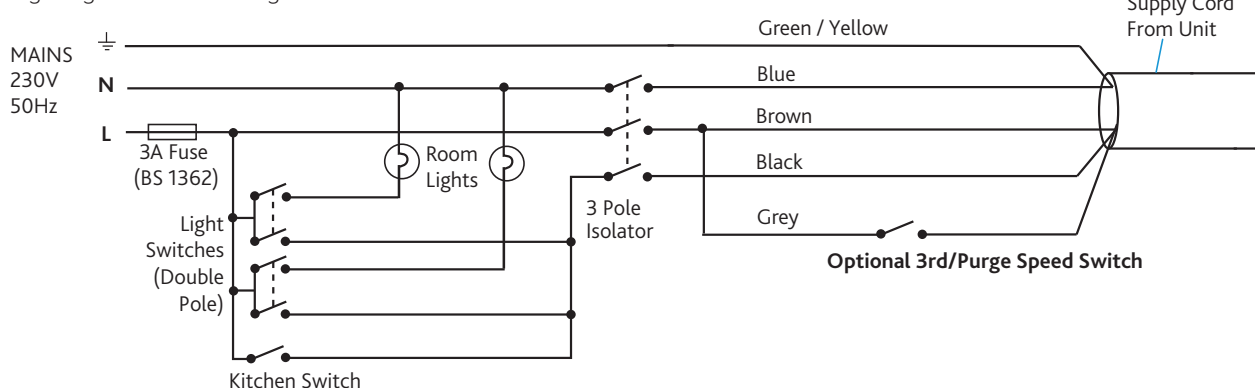 Supply Cord
From Unit
MAINS
230V
50Hz
N
L
Green / Yellow
Blue
Brown
Black
Grey
3A Fuse
(BS 1362)
Room
Lights
Light
Switches
(Double
Pole)
3 Pole
Isolator
Optional 3rd/Purge Speed Switch
Kitchen Switch